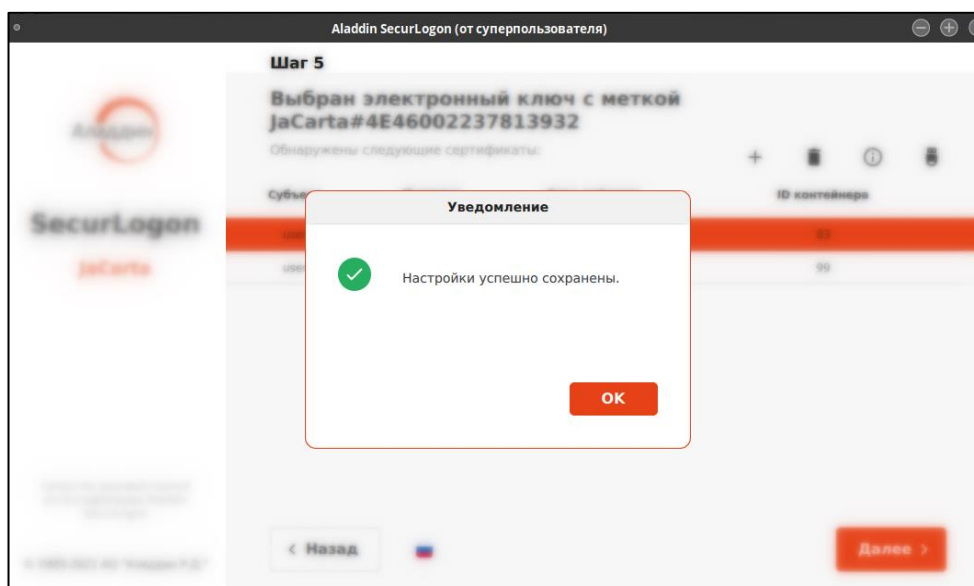 Aladdin SecurLogon (от суперпользователя)
Шаг 5
Выбран электронный ключ с меткой
JaCarta#4E46002237813932
Обнаружены следующие сертификаты:
ID контейнера
Аладдин
SecurLogon
JaCarta
Уведомление
Настройки успешно сохранены.
99
OK
< Назад
Далее >